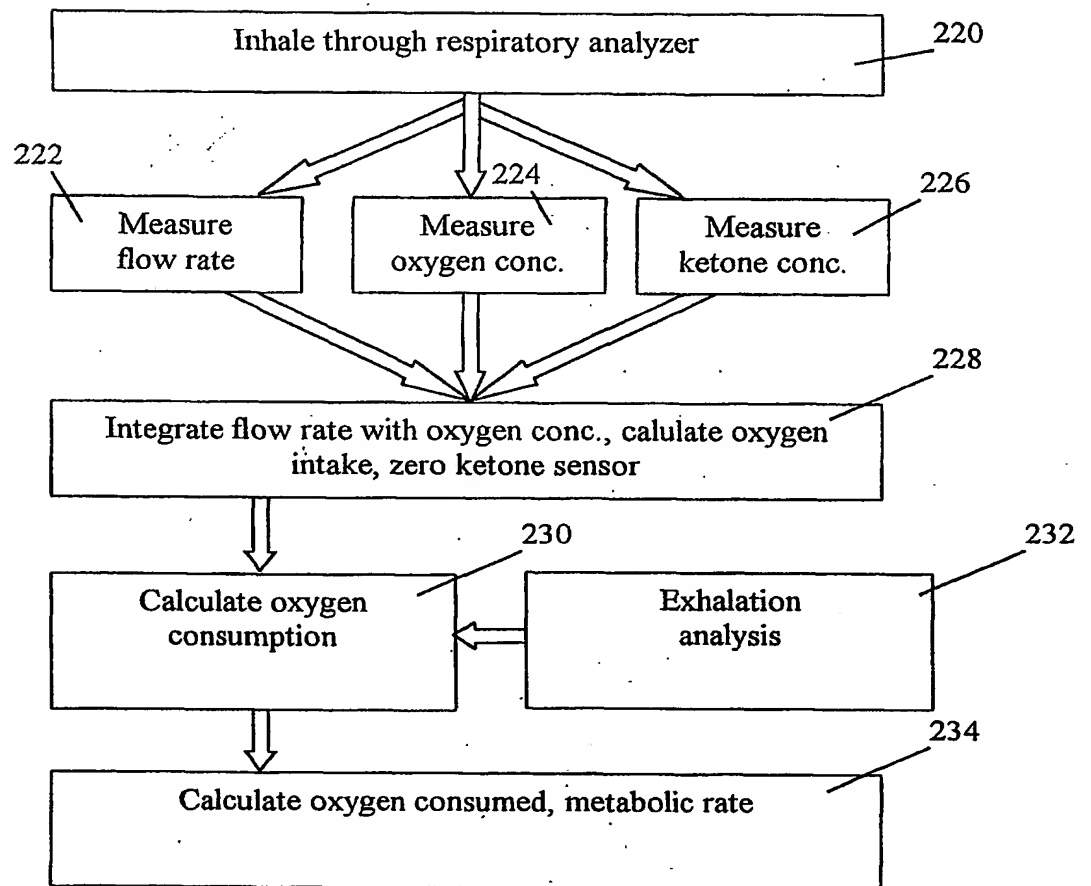 Inhale through respiratory analyzer
220
222
224
226
Measure
flow rate
Measure
oxygen conc.
Measure
ketone conc.
228
Integrate flow rate with oxygen conc., calulate oxygen
intake, zero ketone sensor
230
232
Calculate oxygen
consumption
Exhalation
analysis
234
Calculate oxygen consumed, metabolic rate